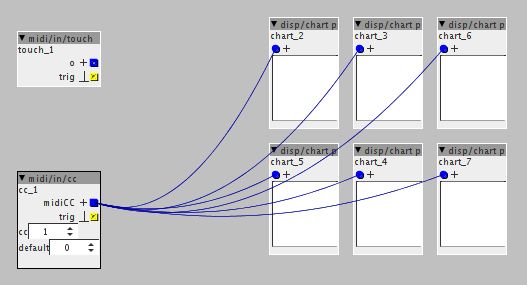 midi/in/touch
touch_1
o +
trig
midi/in/cc
cc_1
midiCC +
trig
cc 1
default 0
disp/chart p
chart_2
+
disp/chart p
chart_3
+
disp/chart p
chart_6
+
disp/chart p
chart_5
+
disp/chart p
chart_4
+
disp/chart p
chart_7
+